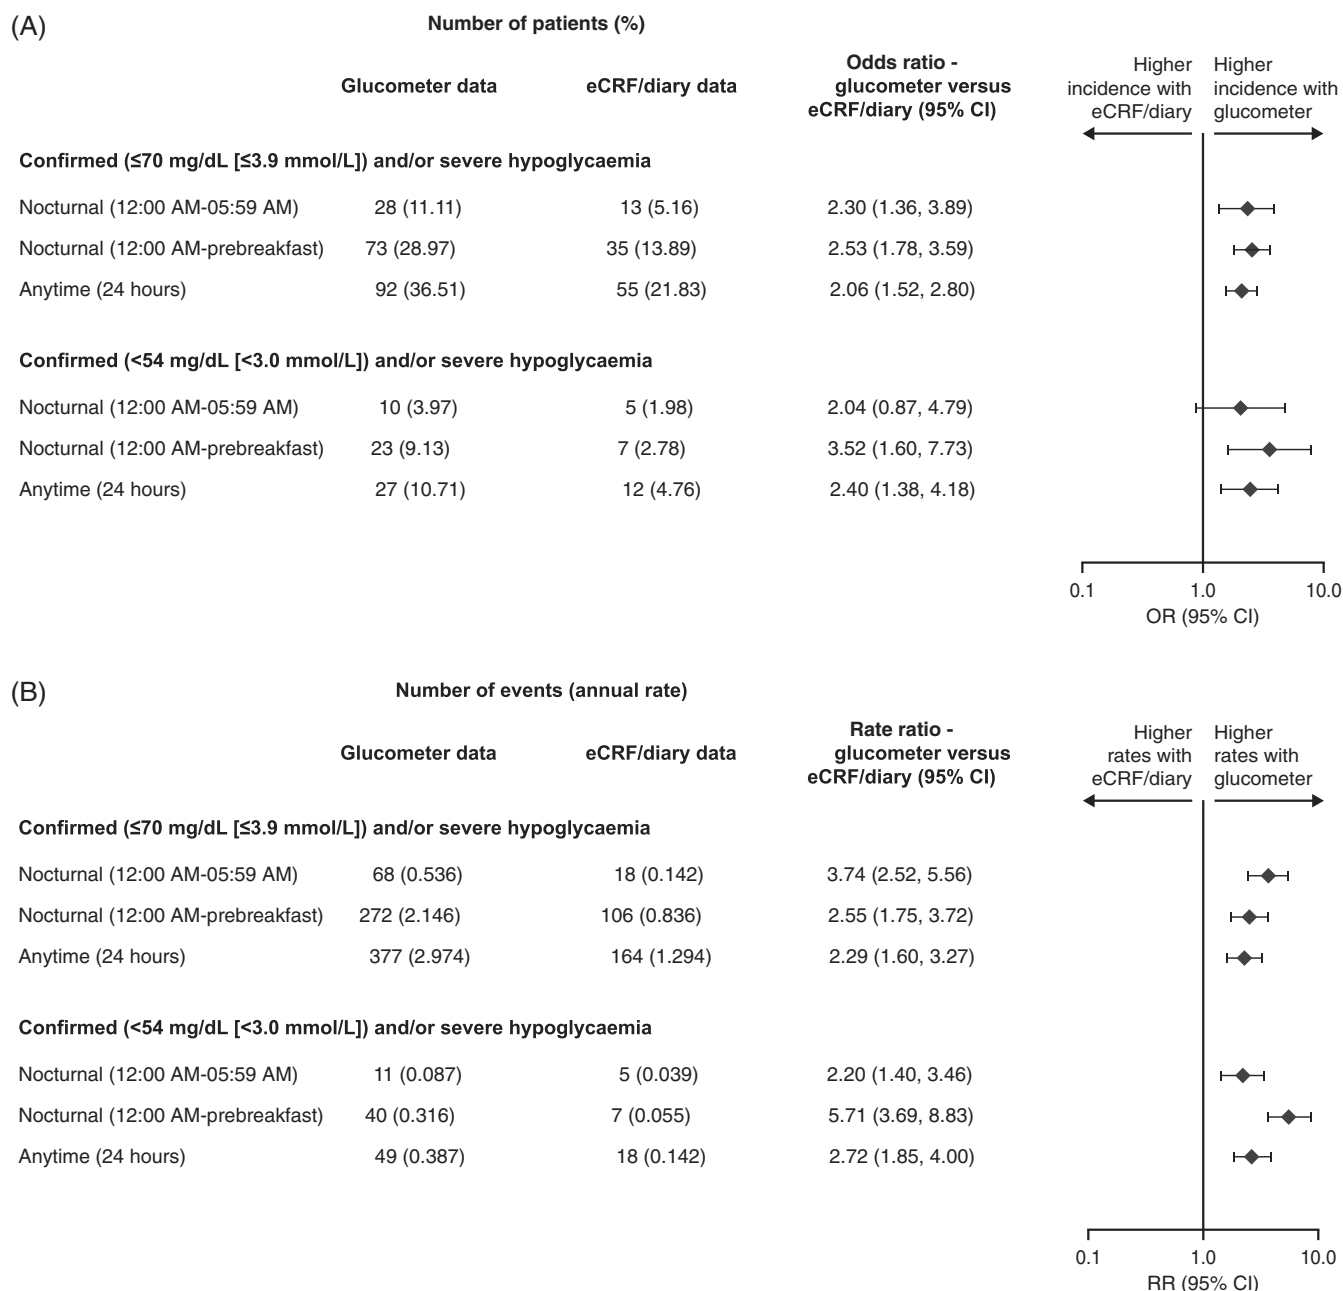 (A)
Number of patients (%)
Glucometer data eCRF/diary data Odds ratio - glucometer versus eCRF/diary (95% CI)
Higher incidence with eCRF/diary
Higher incidence with glucometer
Confirmed (≤70 mg/dL [≤3.9 mmol/L]) and/or severe hypoglycaemia
Nocturnal (12:00 AM-05:59 AM) 28 (11.11) 13 (5.16) 2.30 (1.36, 3.89)
Nocturnal (12:00 AM-prebreakfast) 73 (28.97) 35 (13.89) 2.53 (1.78, 3.59)
Anytime (24 hours) 92 (36.51) 55 (21.83) 2.06 (1.52, 2.80)
Confirmed (<54 mg/dL [<3.0 mmol/L]) and/or severe hypoglycaemia
Nocturnal (12:00 AM-05:59 AM) 10 (3.97) 5 (1.98) 2.04 (0.87, 4.79)
Nocturnal (12:00 AM-prebreakfast) 23 (9.13) 7 (2.78) 3.52 (1.60, 7.73)
Anytime (24 hours) 27 (10.71) 12 (4.76) 2.40 (1.38, 4.18)
0.1 1.0 10.0
OR (95% CI)
(B)
Number of events (annual rate)
Glucometer data eCRF/diary data Rate ratio - glucometer versus eCRF/diary (95% CI)
Higher rates with eCRF/diary
Higher rates with glucometer
Confirmed (≤70 mg/dL [≤3.9 mmol/L]) and/or severe hypoglycaemia
Nocturnal (12:00 AM-05:59 AM) 68 (0.536) 18 (0.142) 3.74 (2.52, 5.56)
Nocturnal (12:00 AM-prebreakfast) 272 (2.146) 106 (0.836) 2.55 (1.75, 3.72)
Anytime (24 hours) 377 (2.974) 164 (1.294) 2.29 (1.60, 3.27)
Confirmed (<54 mg/dL [<3.0 mmol/L]) and/or severe hypoglycaemia
Nocturnal (12:00 AM-05:59 AM) 11 (0.087) 5 (0.039) 2.20 (1.40, 3.46)
Nocturnal (12:00 AM-prebreakfast) 40 (0.316) 7 (0.055) 5.71 (3.69, 8.83)
Anytime (24 hours) 49 (0.387) 18 (0.142) 2.72 (1.85, 4.00)
0.1 1.0 10.0
RR (95% CI)